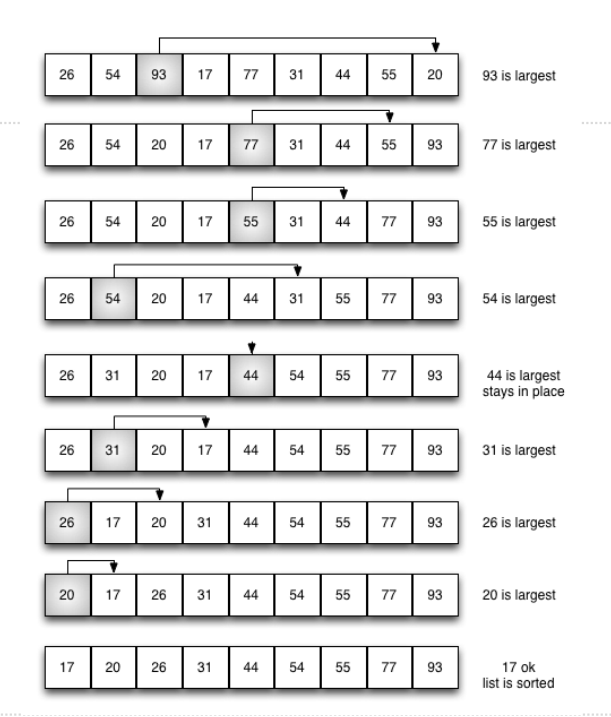 26 54 93 17 77 31 44 55 20 93 is largest
26 54 20 17 77 31 44 55 93 77 is largest
26 54 20 17 55 31 44 77 93 55 is largest
26 54 20 17 44 31 55 77 93 54 is largest
26 31 20 17 44 54 55 77 93 44 is largest
stays in place
26 31 20 17 44 54 55 77 93 31 is largest
26 17 20 31 44 54 55 77 93 26 is largest
20 17 26 31 44 54 55 77 93 20 is largest
17 20 26 31 44 54 55 77 93 17 ok
list is sorted